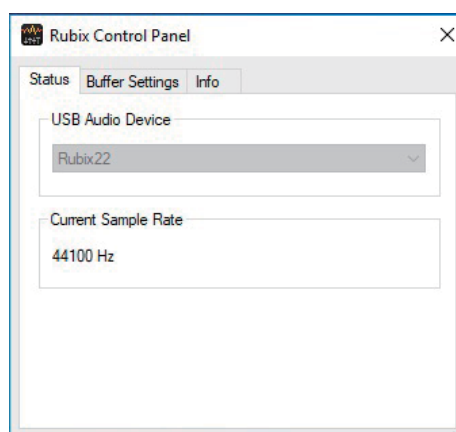 Rubix Control Panel
Status Buffer Settings Info
USB Audio Device
Rubix22
Current Sample Rate
44100 Hz